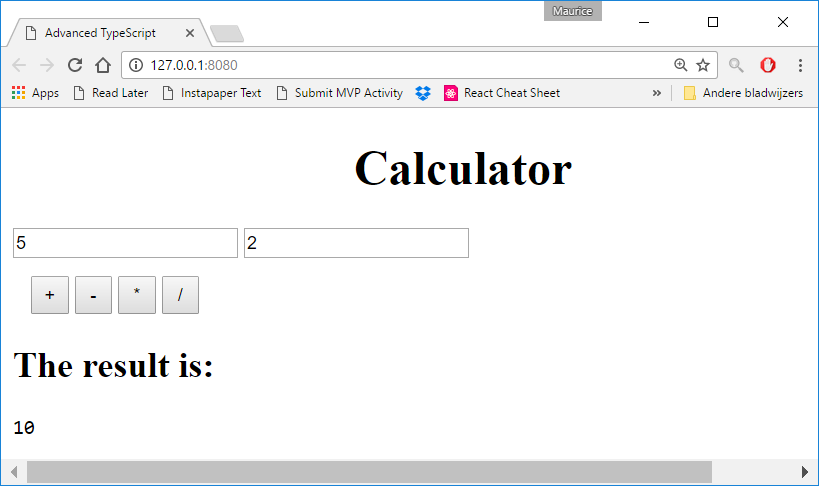 Maurice
Advanced TypeScript
127.0.0.1:8080
Apps Read Later Instapaper Text Submit MVP Activity React Cheat Sheet » Andere bladwijzers
Calculator
5 2
+ - * /
The result is:
10